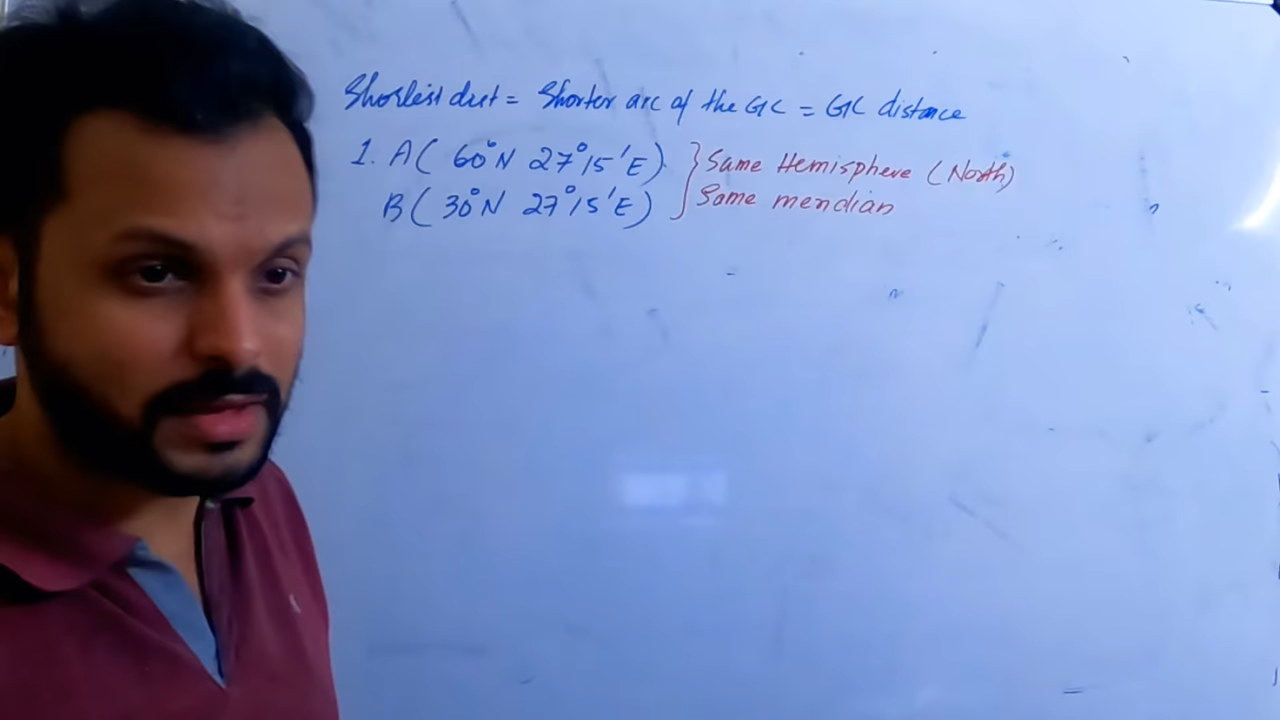 Shortest dist = Shorter arc of the GC = GC distance
1. A ( 60°N 27°15'E ) } Same Hemisphere (North)
B ( 30°N 27°15'E ) Same meridian